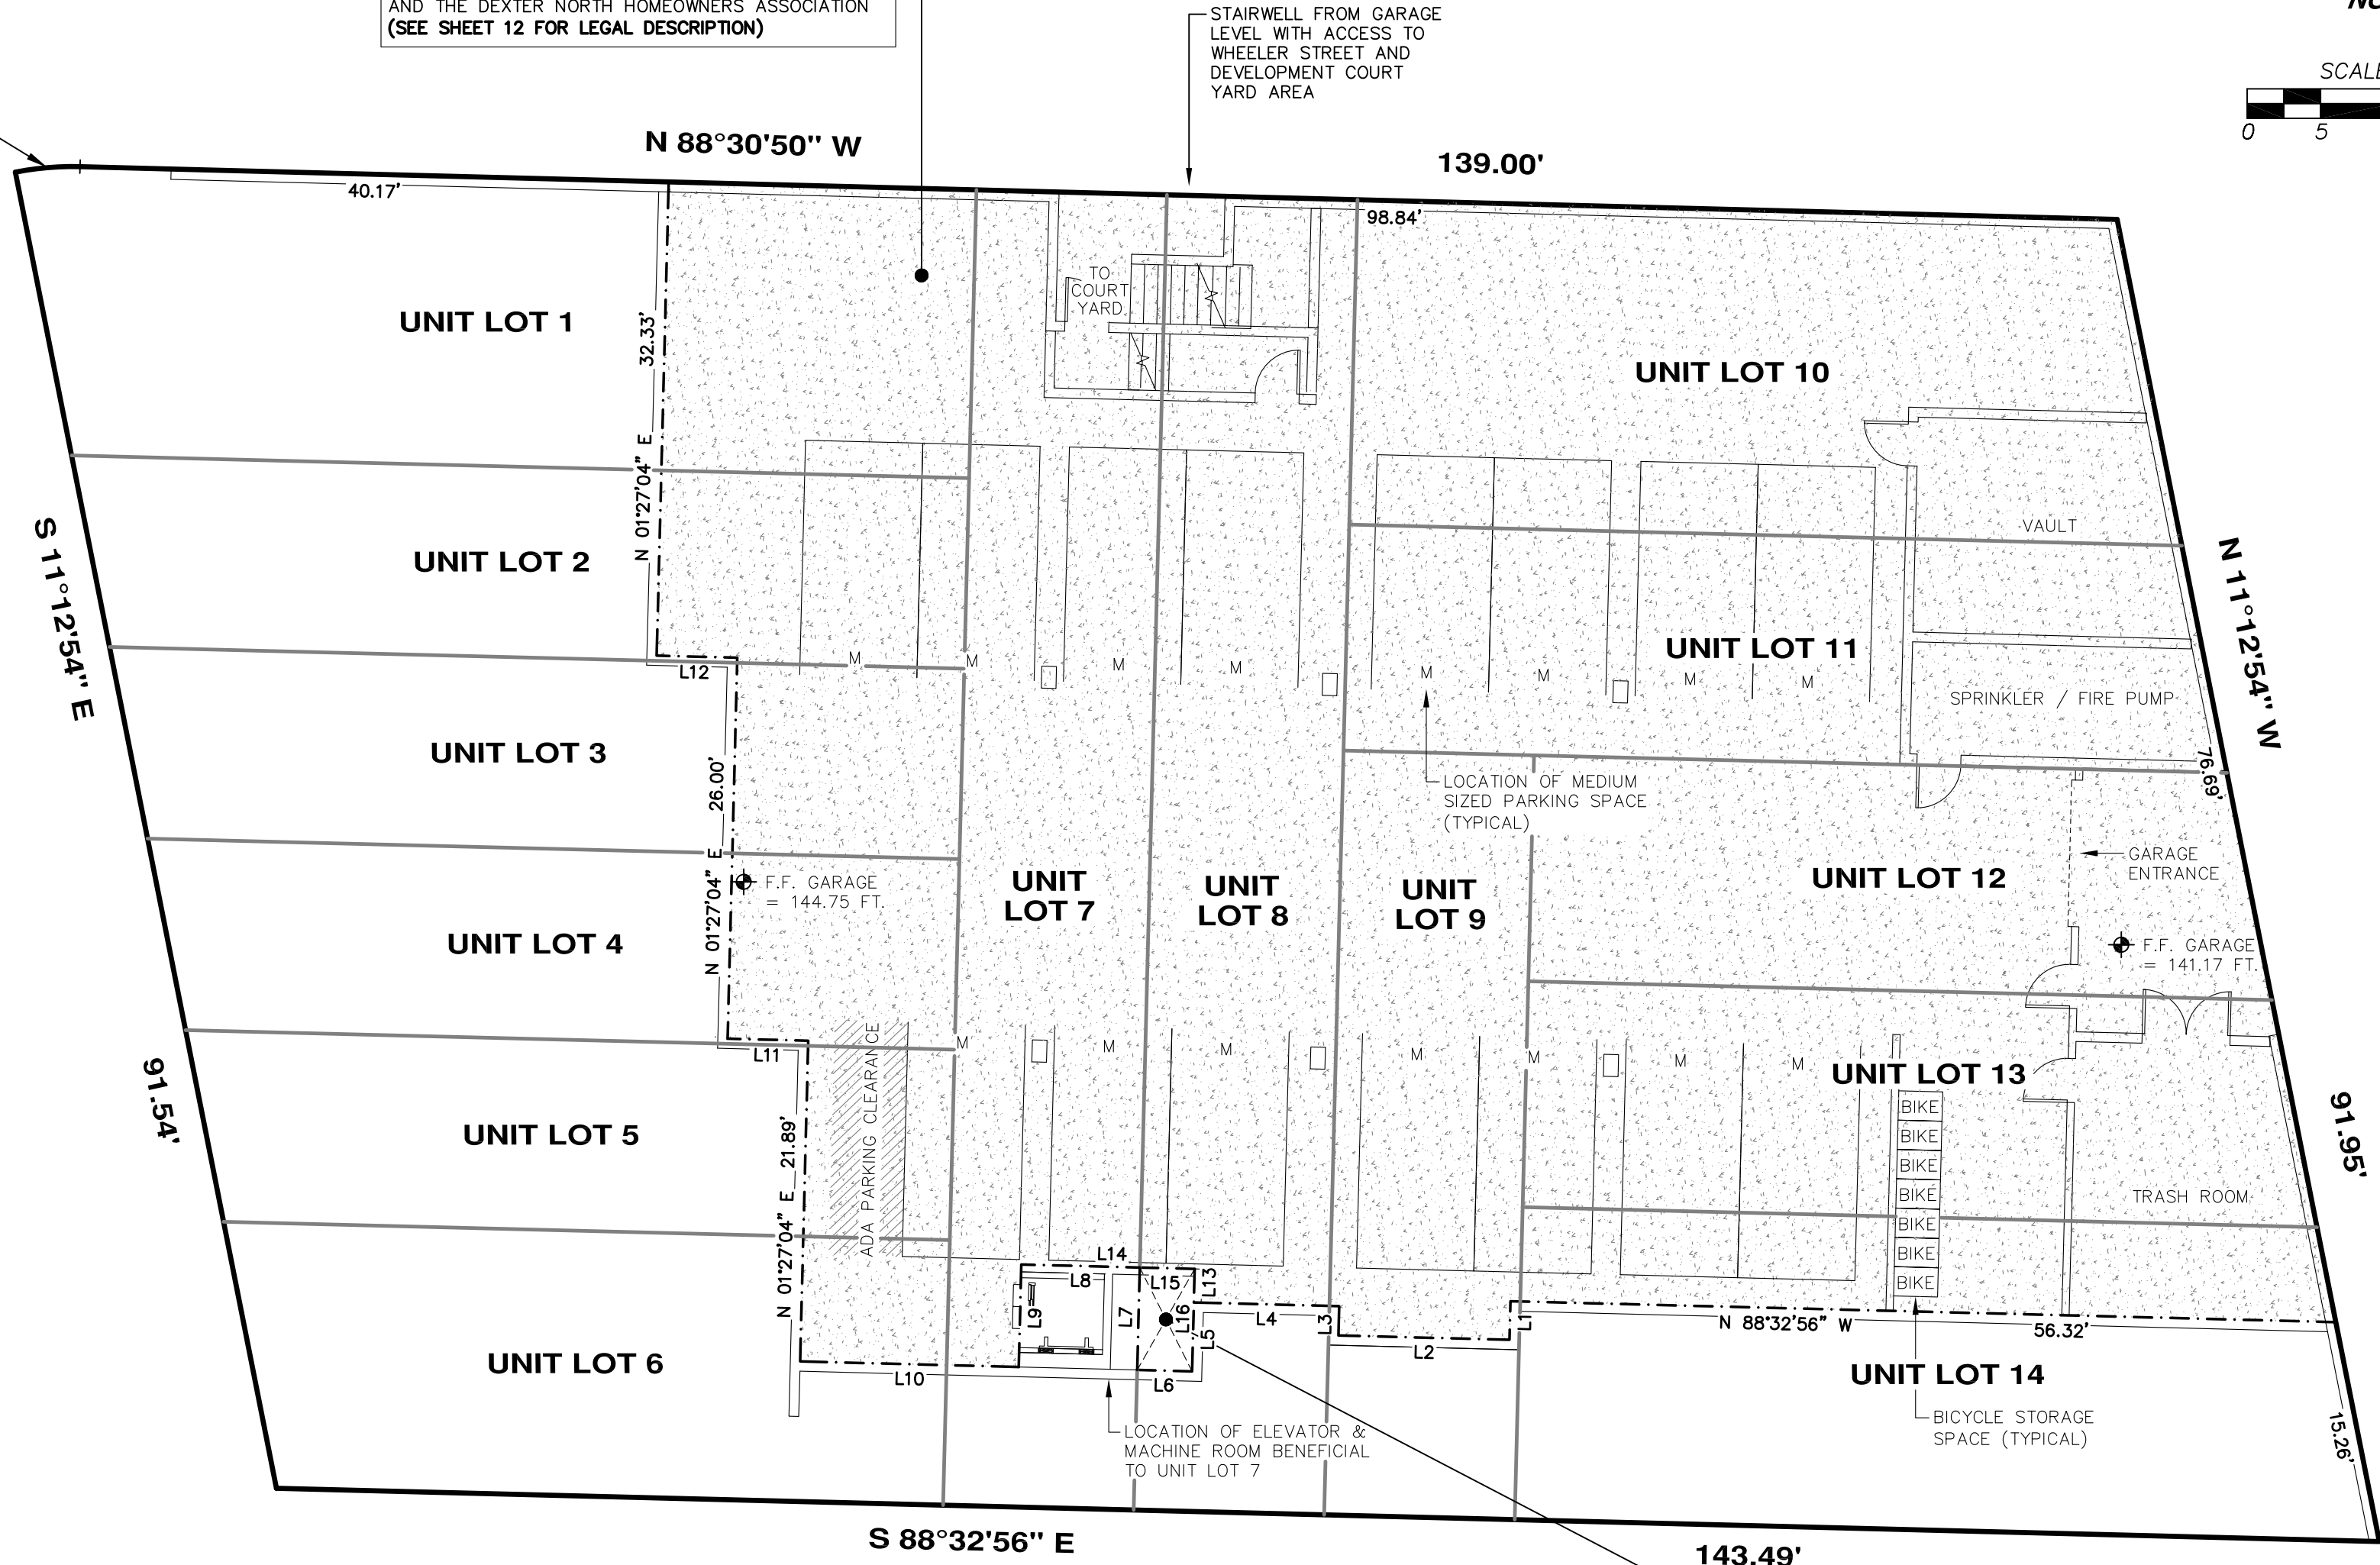 AND THE DEXTER NORTH HOMEOWNERS ASSOCIATION
(SEE SHEET 12 FOR LEGAL DESCRIPTION)
STAIRWELL FROM GARAGE
LEVEL WITH ACCESS TO
WHEELER STREET AND
DEVELOPMENT COURT
YARD AREA
SCALE
0 5
N 88°30'50" W
139.00'
40.17'
98.84'
TO
COURT
YARD
UNIT LOT 1
32.33'
N 01°27'04" E
UNIT LOT 10
UNIT LOT 2
VAULT
S 11°12'54" E
N 11°12'54" W
L12
M
M
M
M
M
M
M
M
UNIT LOT 11
SPRINKLER / FIRE PUMP
UNIT LOT 3
26.00'
N 01°27'04" E
76.69'
LOCATION OF MEDIUM
SIZED PARKING SPACE
(TYPICAL)
GARAGE
ENTRANCE
F.F. GARAGE
= 144.75 FT.
UNIT
LOT 7
UNIT
LOT 8
UNIT
LOT 9
UNIT LOT 12
UNIT LOT 4
F.F. GARAGE
= 141.17 FT.
L11
ADA PARKING CLEARANCE
M
M
M
M
M
M
M
UNIT LOT 13
91.54'
91.95'
UNIT LOT 5
21.89'
N 01°27'04" E
BIKE
BIKE
BIKE
BIKE
BIKE
BIKE
BIKE
TRASH ROOM
L14
L8
L15
L13
L9
L7
L16
L5
L4
L3
L1
L2
N 88°32'56" W
56.32'
UNIT LOT 6
L10
L6
UNIT LOT 14
15.26'
LOCATION OF ELEVATOR &
MACHINE ROOM BENEFICIAL
TO UNIT LOT 7
BICYCLE STORAGE
SPACE (TYPICAL)
S 88°32'56" E
143.49'